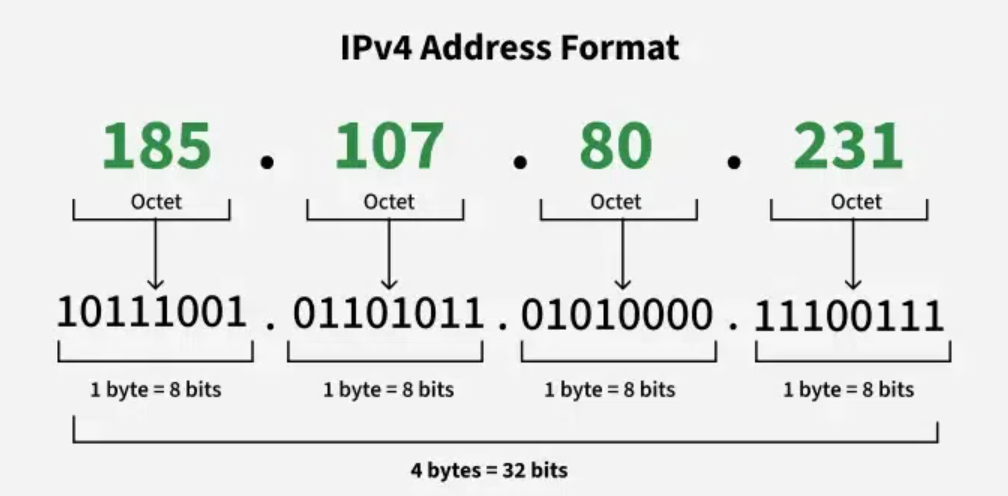 IPv4 Address Format
185 . 107 . 80 . 231
Octet Octet Octet Octet
10111001 . 01101011 . 01010000 . 11100111
1 byte = 8 bits 1 byte = 8 bits 1 byte = 8 bits 1 byte = 8 bits
4 bytes = 32 bits